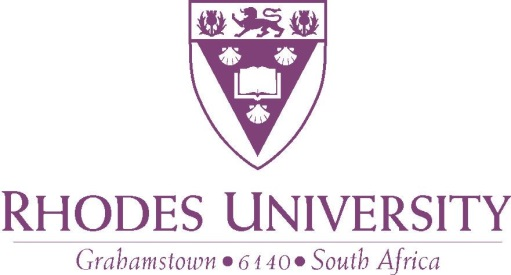 RHODES UNIVERSITY
Grahamstown • 6140 • South Africa